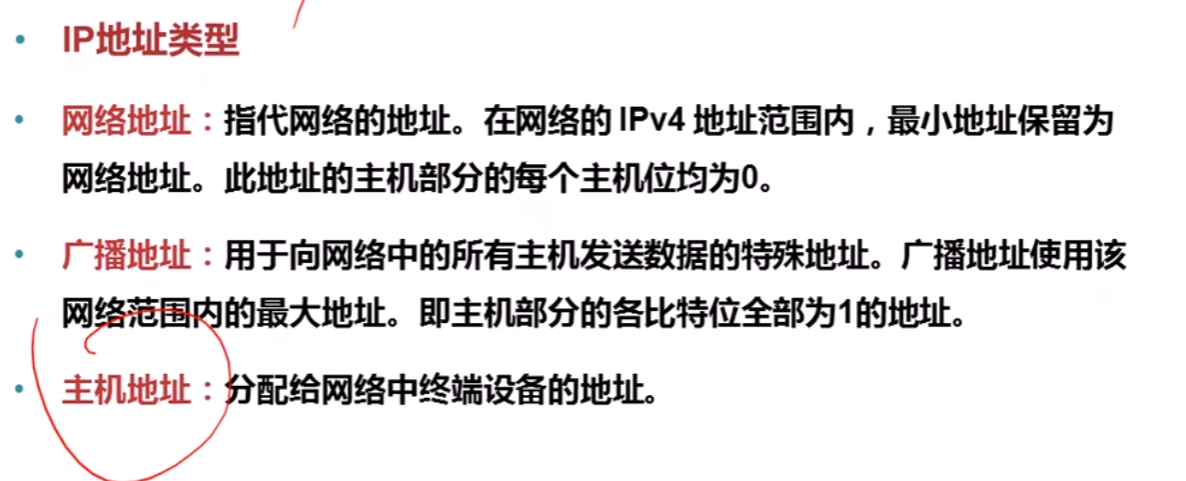 • IP地址类型
• 网络地址：指代网络的地址。在网络的 IPv4 地址范围内，最小地址保留为
网络地址。此地址的主机部分的每个主机位均为0。
• 广播地址：用于向网络中的所有主机发送数据的特殊地址。广播地址使用该
网络范围内的最大地址。即主机部分的各比特位全部为1的地址。
• 主机地址：分配给网络中终端设备的地址。